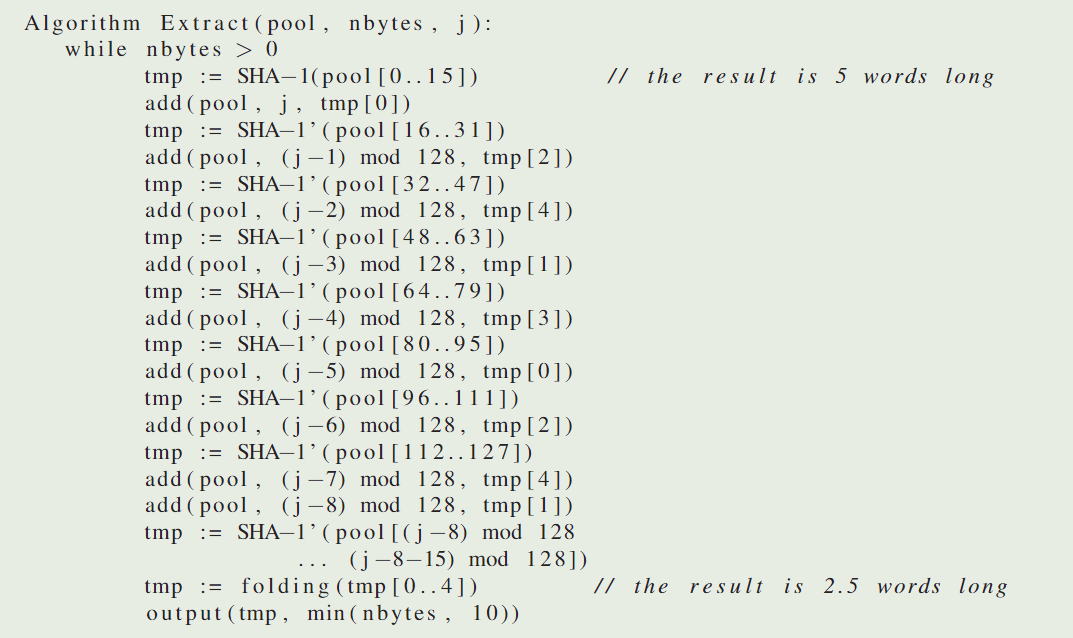 Algorithm Extract(pool, nbytes, j):
while nbytes > 0
tmp := SHA−1(pool[0..15]) // the result is 5 words long
add(pool, j, tmp[0])
tmp := SHA−1’(pool[16..31])
add(pool, (j−1) mod 128, tmp[2])
tmp := SHA−1’(pool[32..47])
add(pool, (j−2) mod 128, tmp[4])
tmp := SHA−1’(pool[48..63])
add(pool, (j−3) mod 128, tmp[1])
tmp := SHA−1’(pool[64..79])
add(pool, (j−4) mod 128, tmp[3])
tmp := SHA−1’(pool[80..95])
add(pool, (j−5) mod 128, tmp[0])
tmp := SHA−1’(pool[96..111])
add(pool, (j−6) mod 128, tmp[2])
tmp := SHA−1’(pool[112..127])
add(pool, (j−7) mod 128, tmp[4])
add(pool, (j−8) mod 128, tmp[1])
tmp := SHA−1’(pool[(j−8) mod 128
... (j−8−15) mod 128])
tmp := folding(tmp[0..4]) // the result is 2.5 words long
output(tmp, min(nbytes, 10))